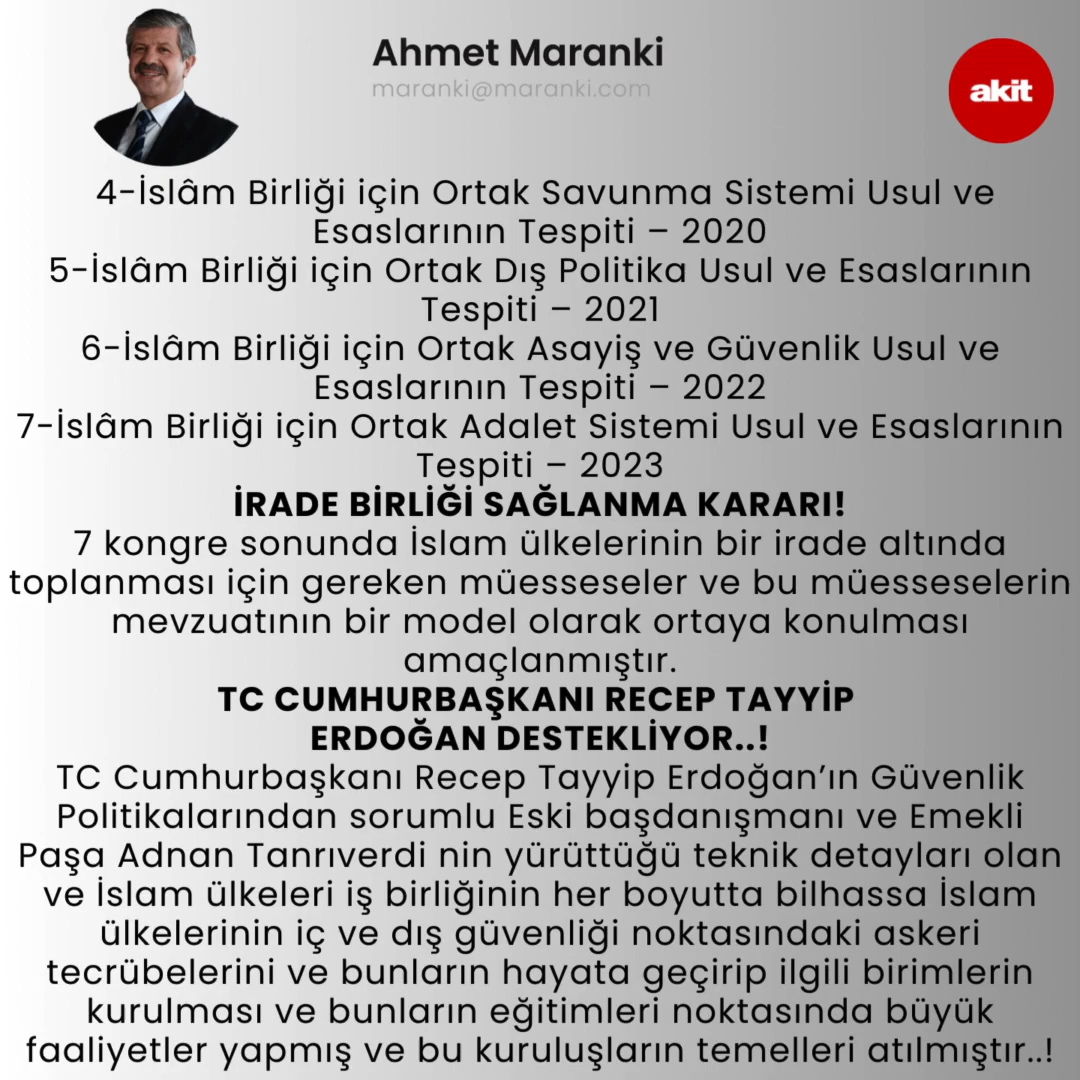 Ahmet Maranki
maranki@maranki.com
akit
4-İslâm Birliği için Ortak Savunma Sistemi Usul ve
Esaslarının Tespiti – 2020
5-İslâm Birliği için Ortak Dış Politika Usul ve Esaslarının
Tespiti – 2021
6-İslâm Birliği için Ortak Asayiş ve Güvenlik Usul ve
Esaslarının Tespiti – 2022
7-İslâm Birliği için Ortak Adalet Sistemi Usul ve Esaslarının
Tespiti – 2023
İRADE BİRLİĞİ SAĞLANMA KARARI!
7 kongre sonunda İslam ülkelerinin bir irade altında
toplanması için gereken müesseseler ve bu müesseselerin
mevzuatının bir model olarak ortaya konulması
amaçlanmıştır.
TC CUMHURBAŞKANI RECEP TAYYİP
ERDOĞAN DESTEKLİYOR..!
TC Cumhurbaşkanı Recep Tayyip Erdoğan’ın Güvenlik
Politikalarından sorumlu Eski başdanışmanı ve Emekli
Paşa Adnan Tanrıverdi nin yürüttüğü teknik detayları olan
ve İslam ülkeleri iş birliğinin her boyutta bilhassa İslam
ülkelerinin iç ve dış güvenliği noktasındaki askeri
tecrübelerini ve bunların hayata geçirip ilgili birimlerin
kurulması ve bunların eğitimleri noktasında büyük
faaliyetler yapmış ve bu kuruluşların temelleri atılmıştır..!